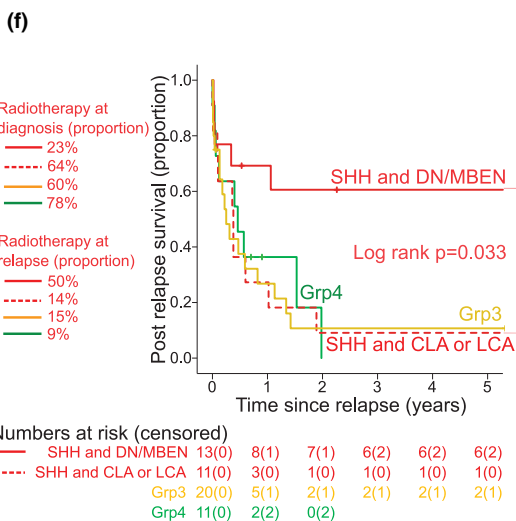 (f)
Radiotherapy at
diagnosis (proportion)
23%
64%
60%
78%
Radiotherapy at
relapse (proportion)
50%
14%
15%
9%
Post relapse survival (proportion)
1.0
0.8
0.6
0.4
0.2
0.0
SHH and DN/MBEN
Log rank p=0.033
Grp4
Grp3
SHH and CLA or LCA
0 1 2 3 4 5
Time since relapse (years)
Numbers at risk (censored)
SHH and DN/MBEN 13(0) 8(1) 7(1) 6(2) 6(2) 6(2)
SHH and CLA or LCA 11(0) 3(0) 1(0) 1(0) 1(0) 1(0)
Grp3 20(0) 5(1) 2(1) 2(1) 2(1) 2(1)
Grp4 11(0) 2(2) 0(2)